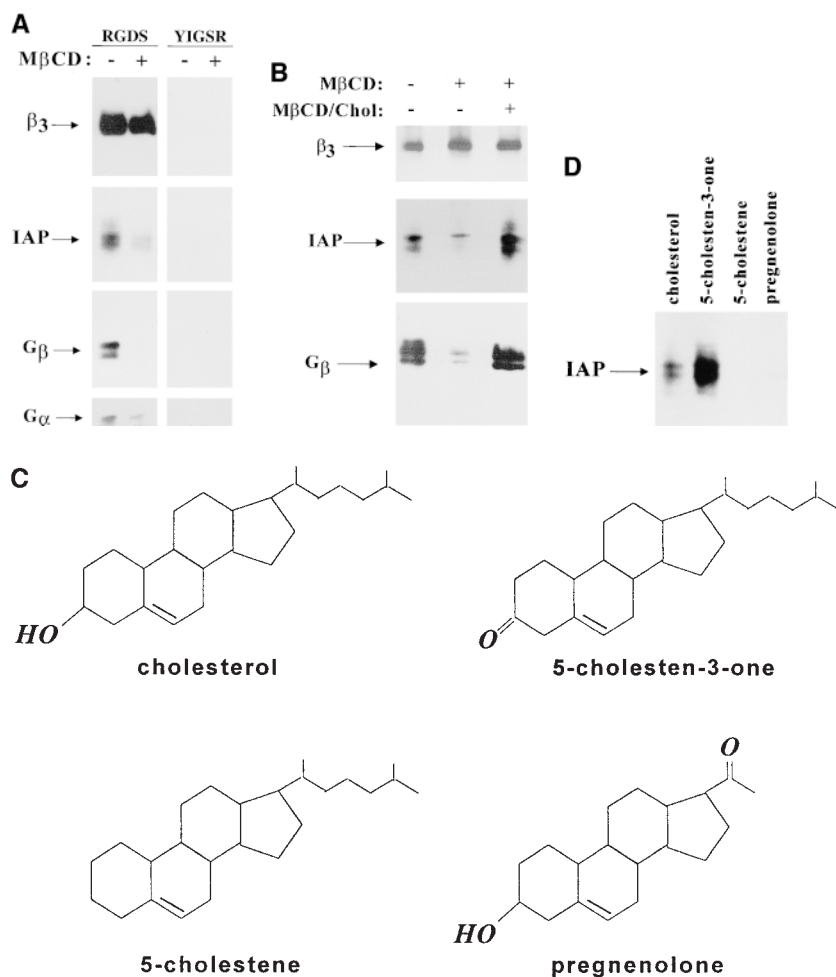 A
RGDS YIGSR
MβCD : - + - +
β3
IAP
Gβ
Gα
B
MβCD: - + +
MβCD/Chol: - - +
β3
IAP
Gβ
D
cholesterol
5-cholesten-3-one
5-cholestene
pregnenolone
IAP
C
HO
cholesterol
O
5-cholesten-3-one
5-cholestene
O
HO
pregnenolone